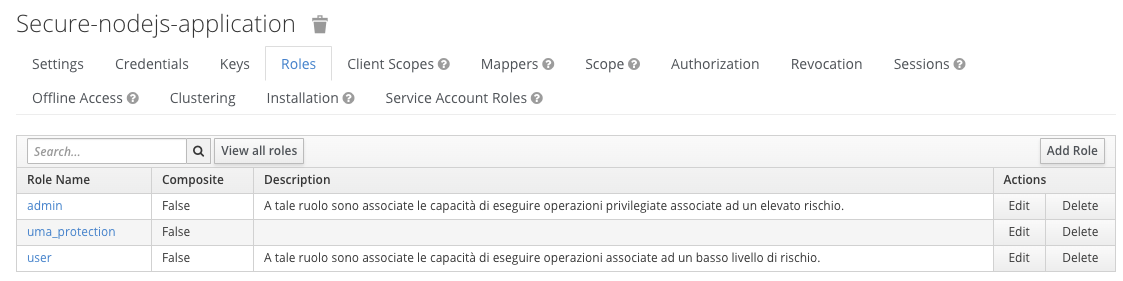 Secure-nodejs-application
Settings Credentials Keys Roles Client Scopes Mappers Scope Authorization Revocation Sessions
Offline Access Clustering Installation Service Account Roles
Search... View all roles Add Role
Role Name Composite Description Actions
admin False A tale ruolo sono associate le capacità di eseguire operazioni privilegiate associate ad un elevato rischio. Edit Delete
uma_protection False Edit Delete
user False A tale ruolo sono associate le capacità di eseguire operazioni associate ad un basso livello di rischio. Edit Delete